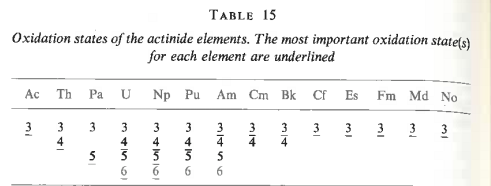 TABLE 15
Oxidation states of the actinide elements. The most important oxidation state(s)
for each element are underlined
Ac Th Pa U Np Pu Am Cm Bk Cf Es Fm Md No
3 3 3 3 3 3 3 3 3 3 3 3 3 3
4 4 4 4 4 4 4
5 5 5 5 5
6 6 6 6